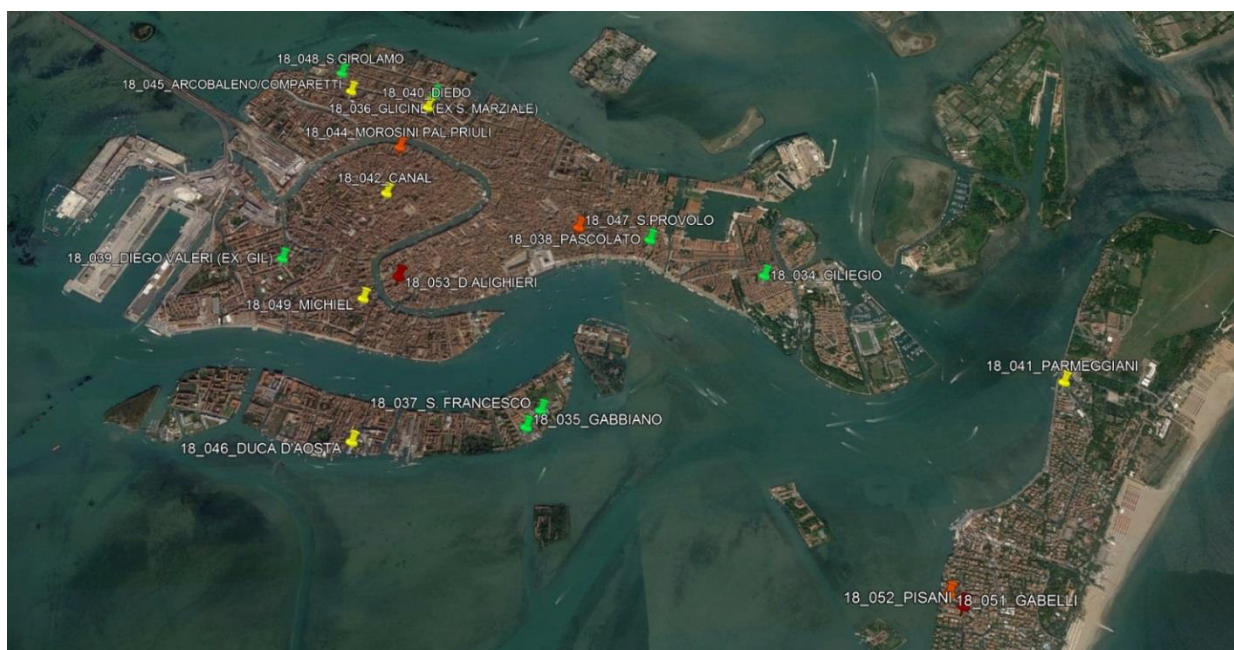 18_048_S GIROLAMO
18_045_ARCOBALENO/COMPARETTI
18_040_DIEDO
18_036_GLICINE (EX S. MARZIALE)
18_044_MOROSINI PAL PRIULI
18_042_CANAL
18_047_S.PROVOLO
18_038_PASCOLATO
18_039_DIEGO VALERI (EX. GIL)
18_034_CILIEGIO
18_053_D ALIGHIERI
18_049_MICHIEL
18_041_PARMEGGIANI
18_037_S. FRANCESCO
18_035_GABBIANO
18_046_DUCA D'AOSTA
18_052_PISANI
18_051_GABELLI